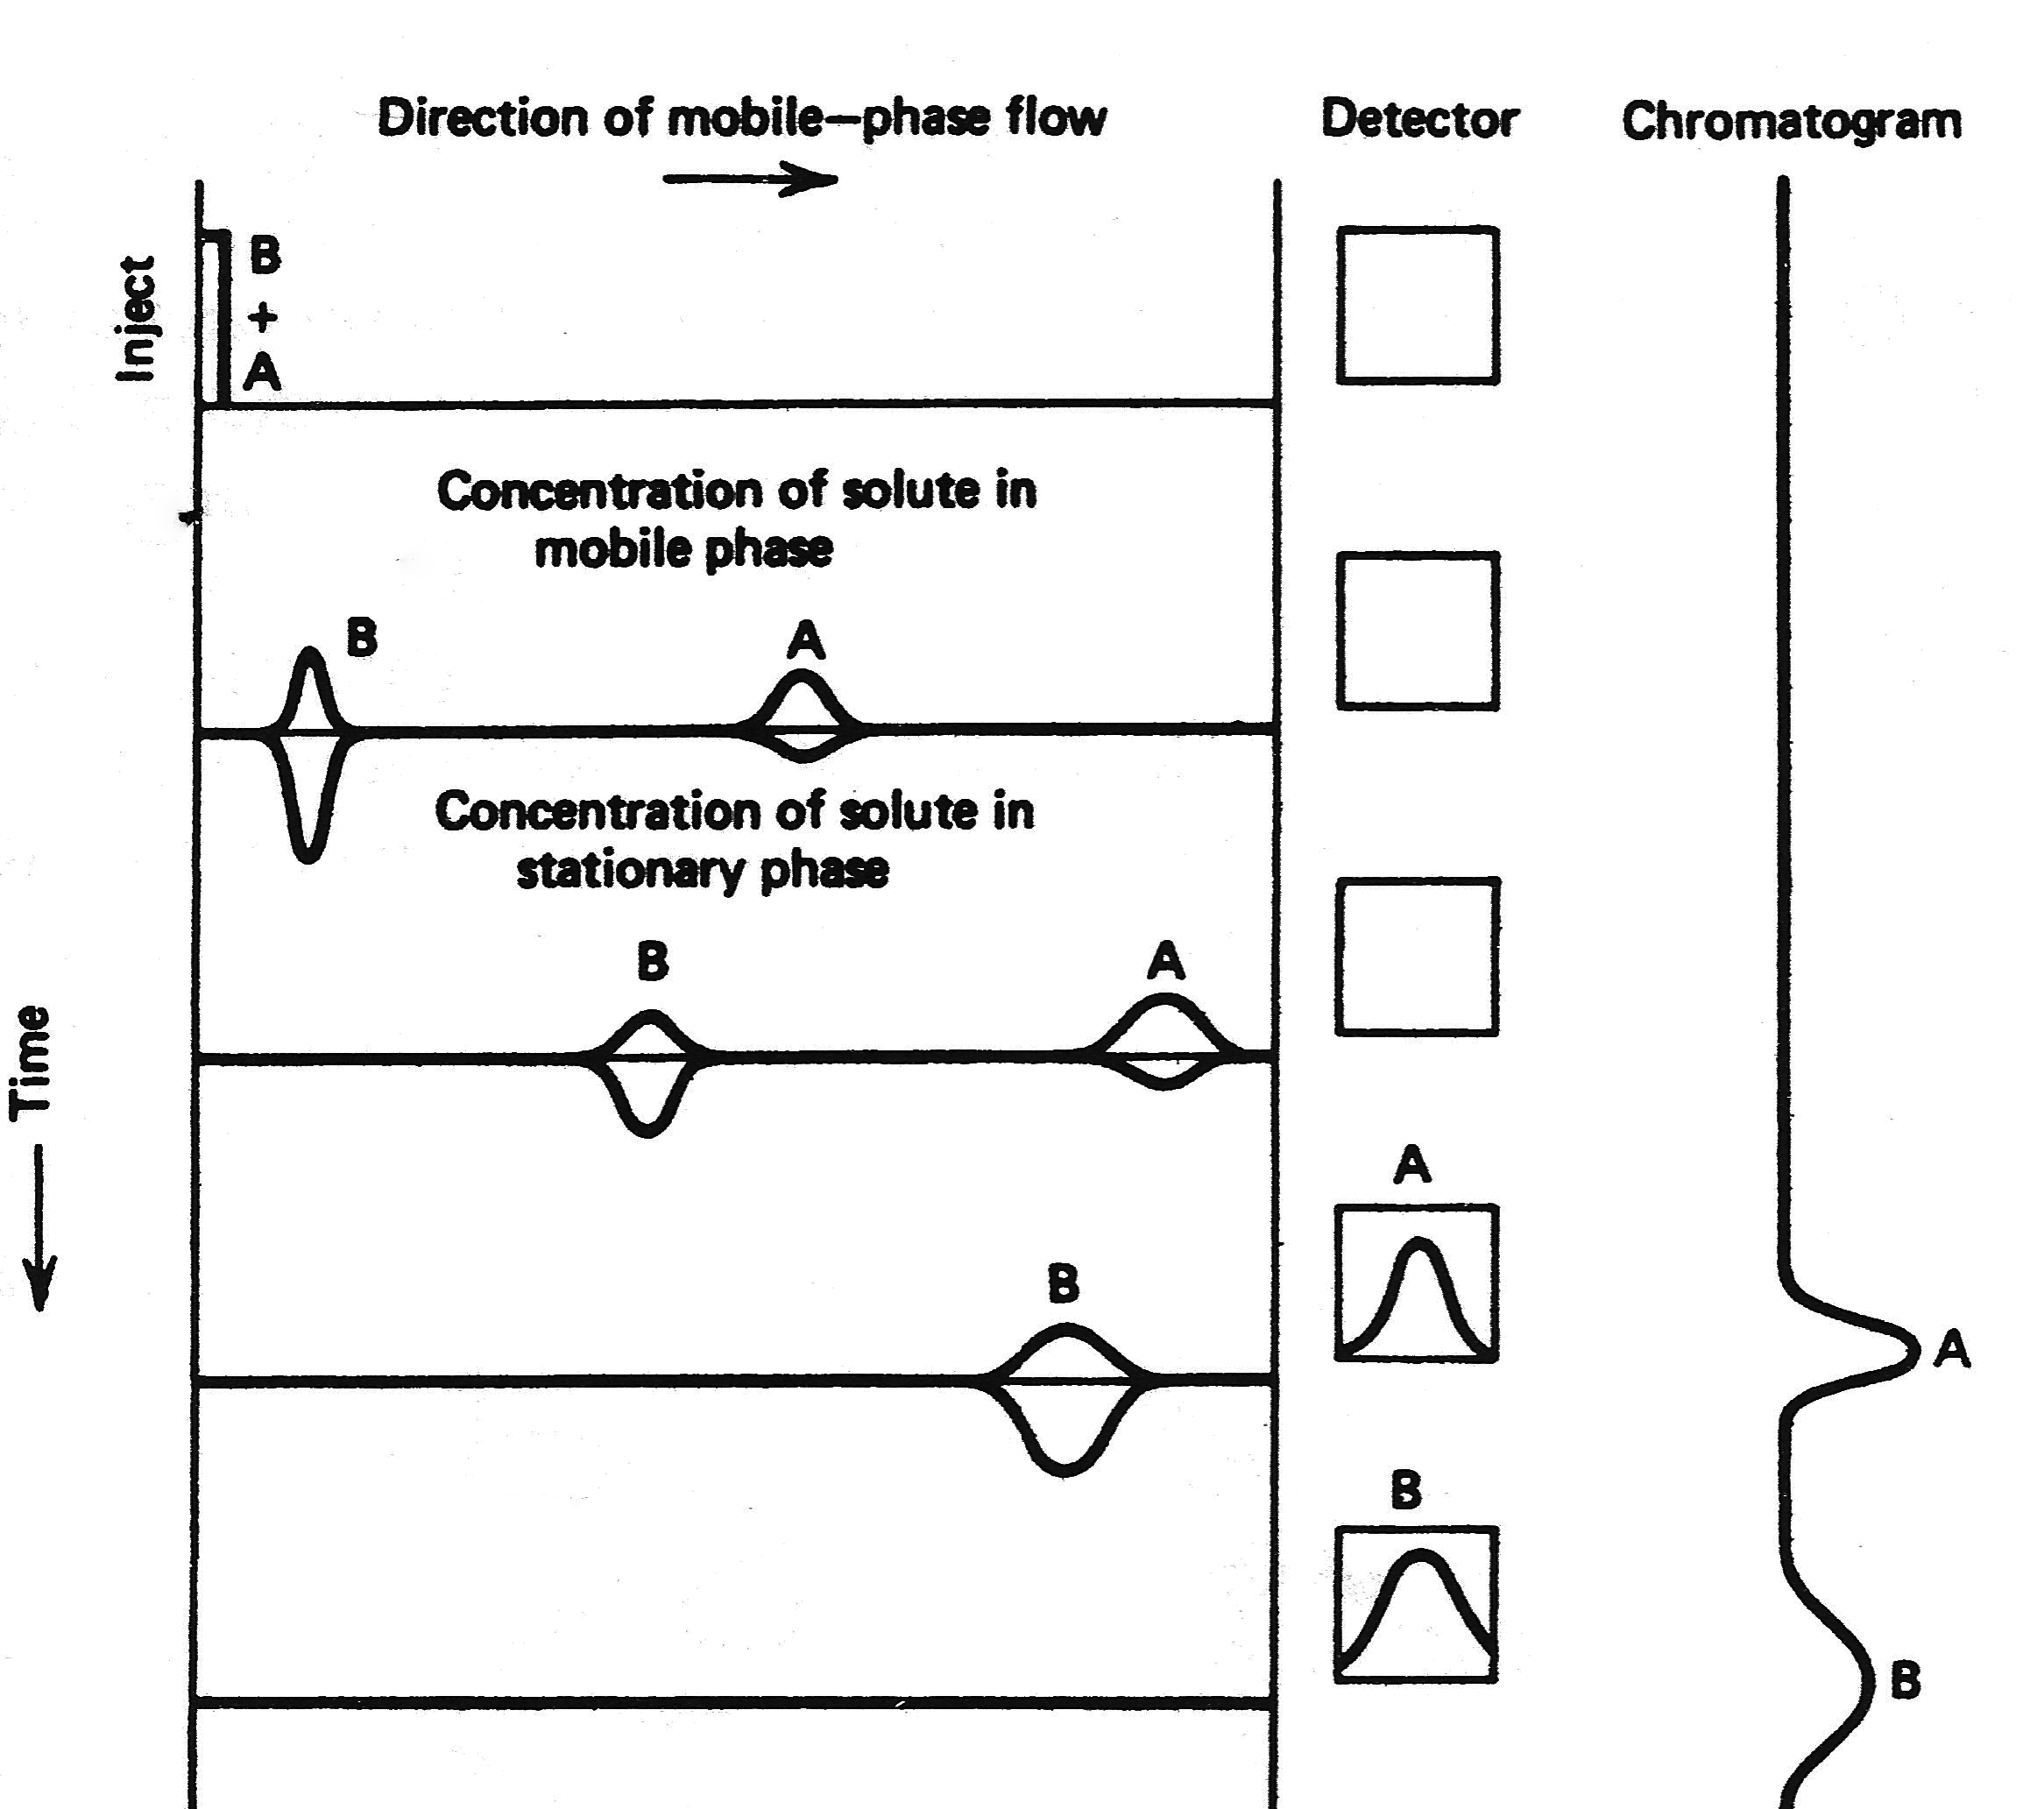 Direction of mobile–phase flow
Detector
Chromatogram
Inject
B
+
A
Concentration of solute in
mobile phase
B
A
Concentration of solute in
stationary phase
B
A
Time
A
B
A
B
B